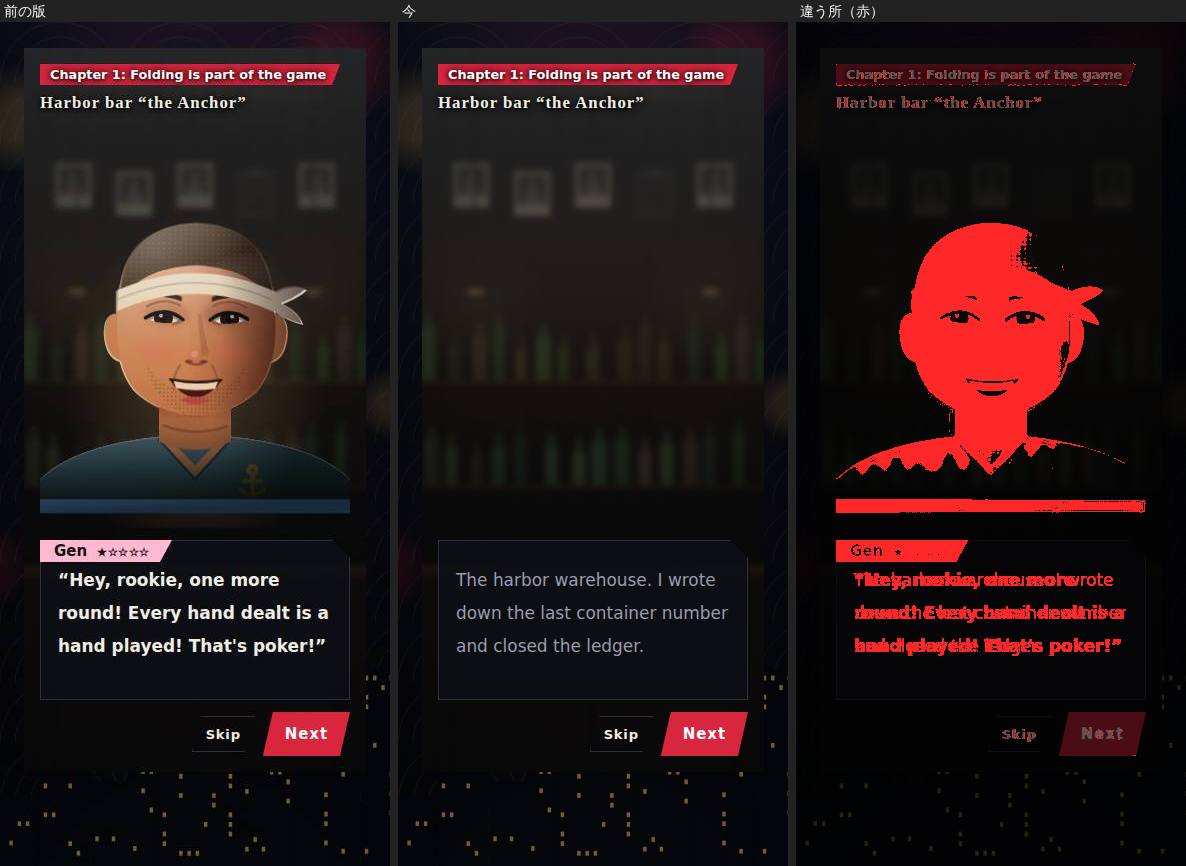 前の版
今
違う所（赤）
Chapter 1: Folding is part of the game
Harbor bar “the Anchor”
Gen ★☆☆☆☆
“Hey, rookie, one more
round! Every hand dealt is a
hand played! That's poker!”
Skip
Next
Chapter 1: Folding is part of the game
Harbor bar “the Anchor”
The harbor warehouse. I wrote
down the last container number
and closed the ledger.
Skip
Next
Chapter 1: Folding is part of the game
Harbor bar “the Anchor”
Gen ★
Skip
Next